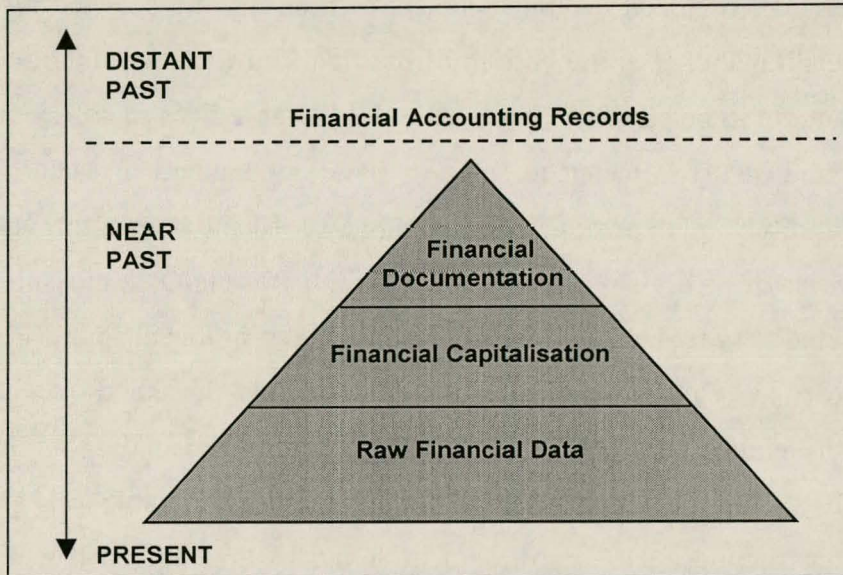 DISTANT
PAST
Financial Accounting Records
NEAR
PAST
Financial
Documentation
Financial Capitalisation
Raw Financial Data
PRESENT